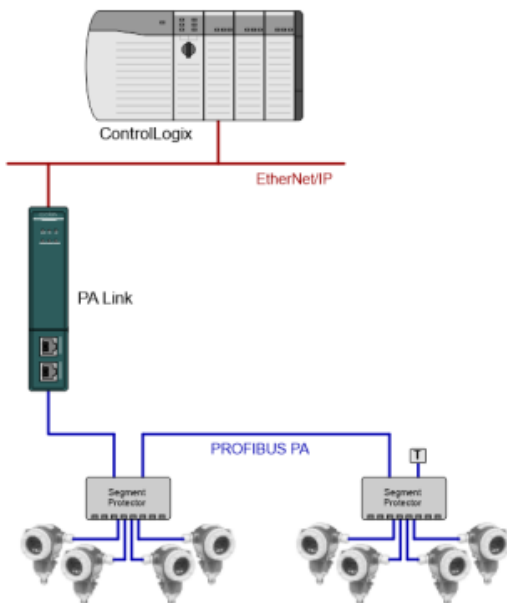 ControlLogix
EtherNet/IP
PA Link
PROFIBUS PA
T
Segment
Protector
Segment
Protector